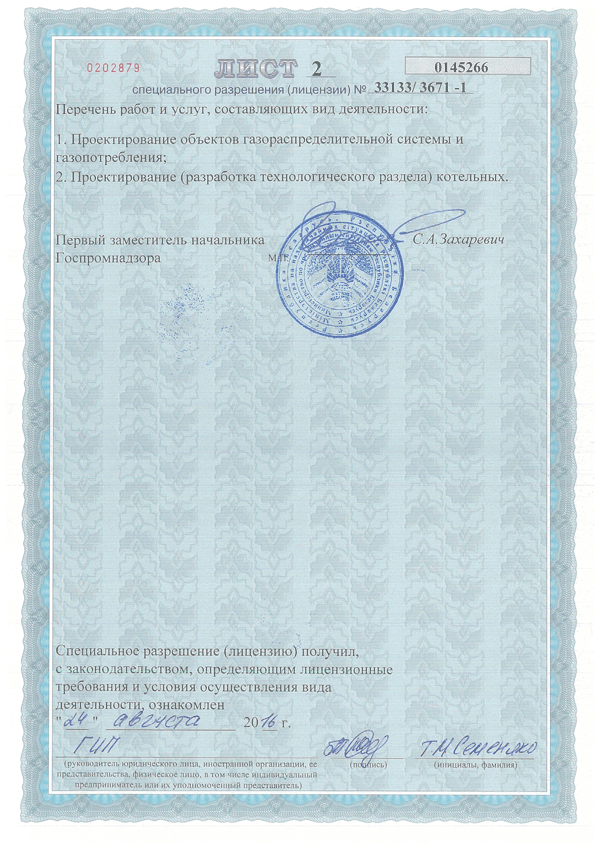 0202879
ЛИСТ 2
0145266
специального разрешения (лицензии) № 33133/ 3671 -1
Перечень работ и услуг, составляющих вид деятельности:
1. Проектирование объектов газораспределительной системы и
газопотребления;
2. Проектирование (разработка технологического раздела) котельных.
Первый заместитель начальника
Госпромнадзора
С.А.Захаревич
Специальное разрешение (лицензию) получил,
с законодательством, определяющим лицензионные
требования и условия осуществления вида
деятельности, ознакомлен
"24" августа 2016 г.
ГИП
Т.М.Семеняко
(руководитель юридического лица, иностранной организации, ее
представительства, физическое лицо, в том числе индивидуальный
предприниматель или их уполномоченный представитель)
(подпись)
(инициалы, фамилия)